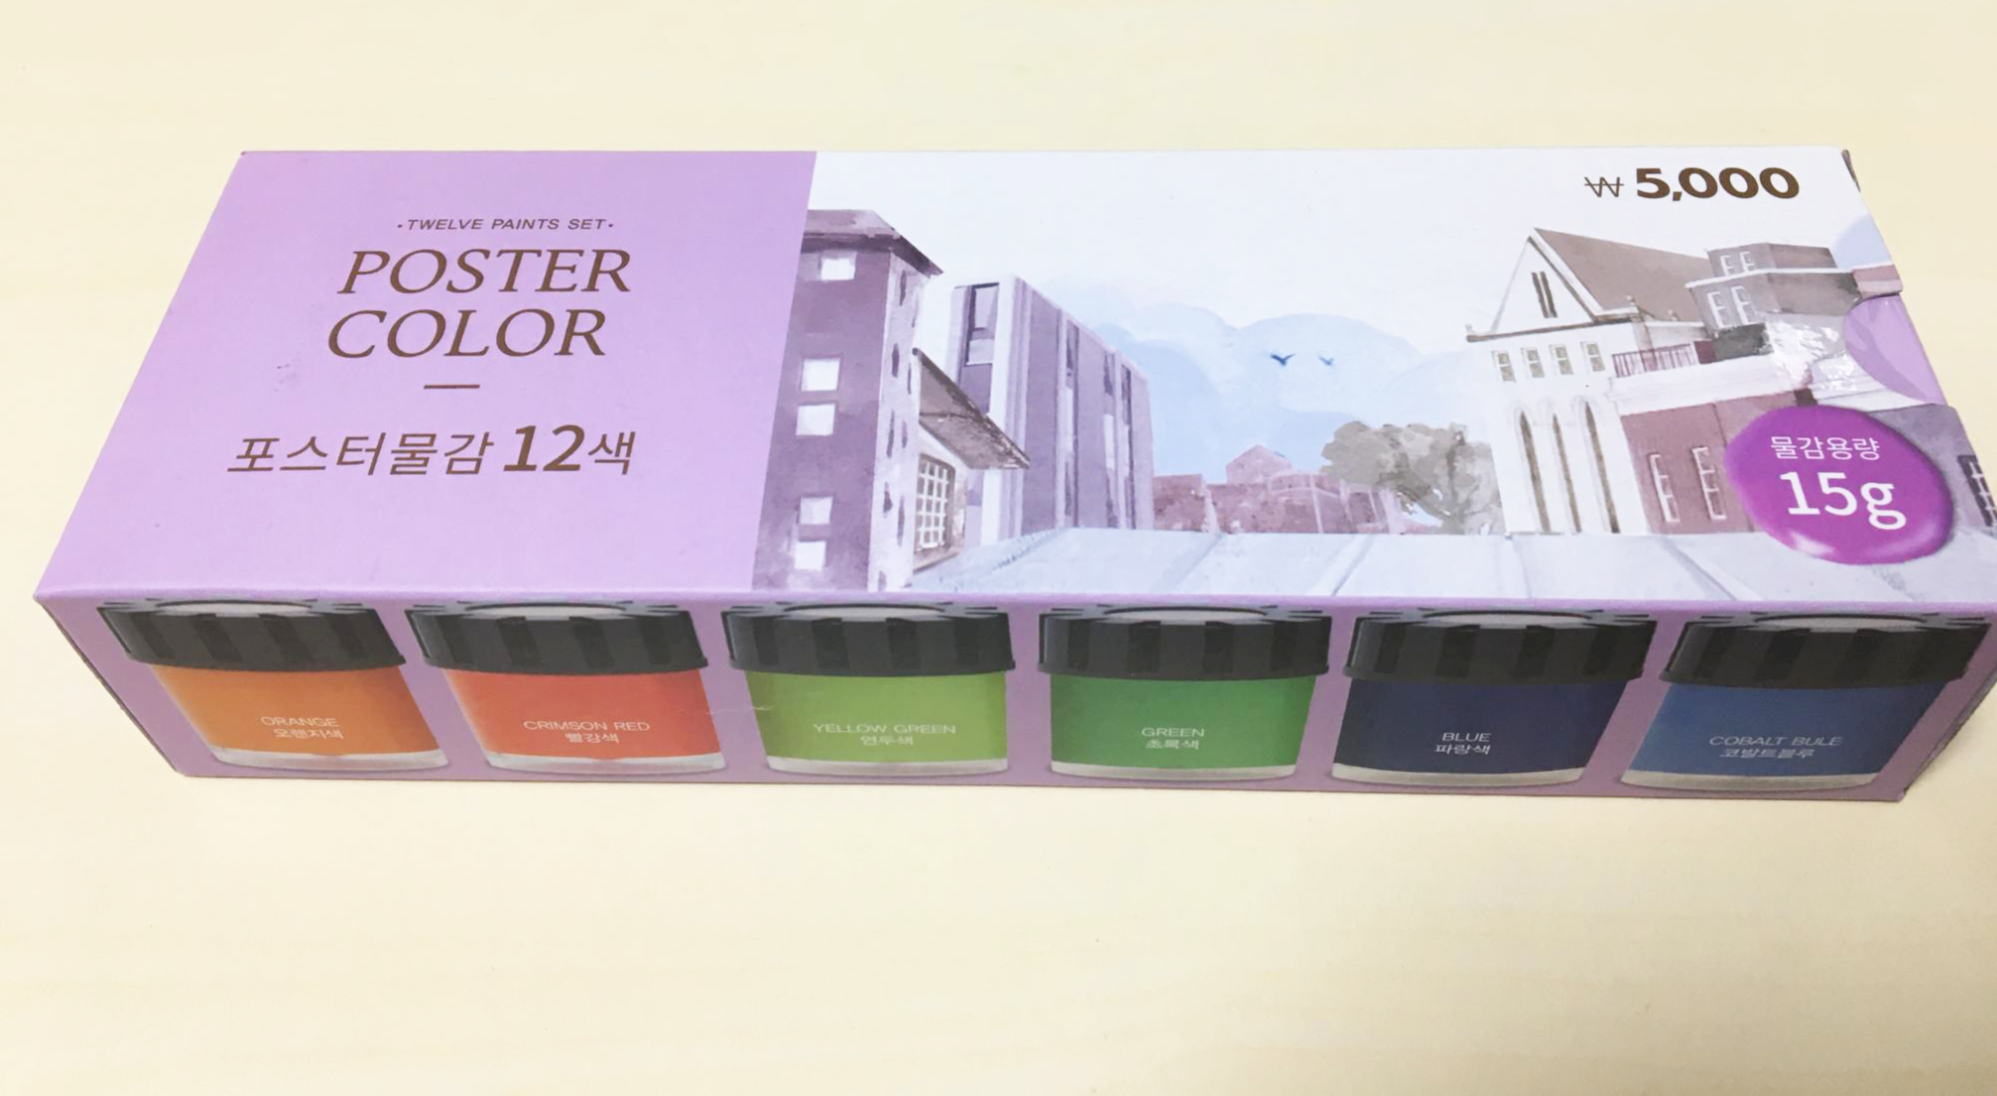 ·TWELVE PAINTS SET·
POSTER
COLOR
포스터물감 12색
₩ 5,000
물감용량
15g
ORANGE
오렌지색
CRIMSON RED
빨강색
YELLOW GREEN
연두색
GREEN
초록색
BLUE
파랑색
COBALT BULE
코발트블루